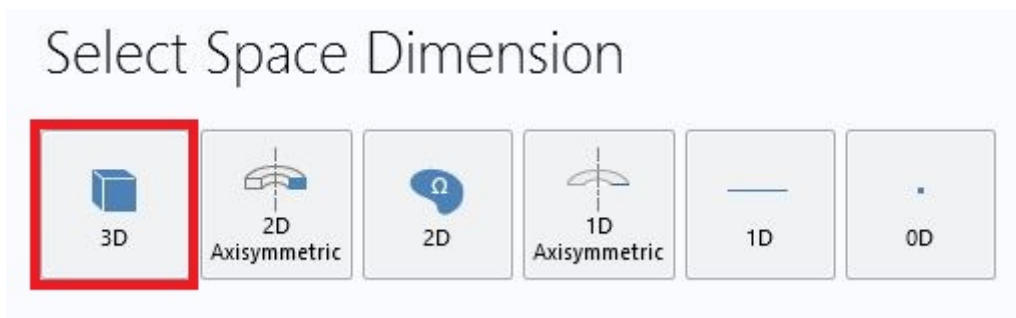 Select Space Dimension
3D
2D
Axisymmetric
Ω
2D
1D
Axisymmetric
1D
0D